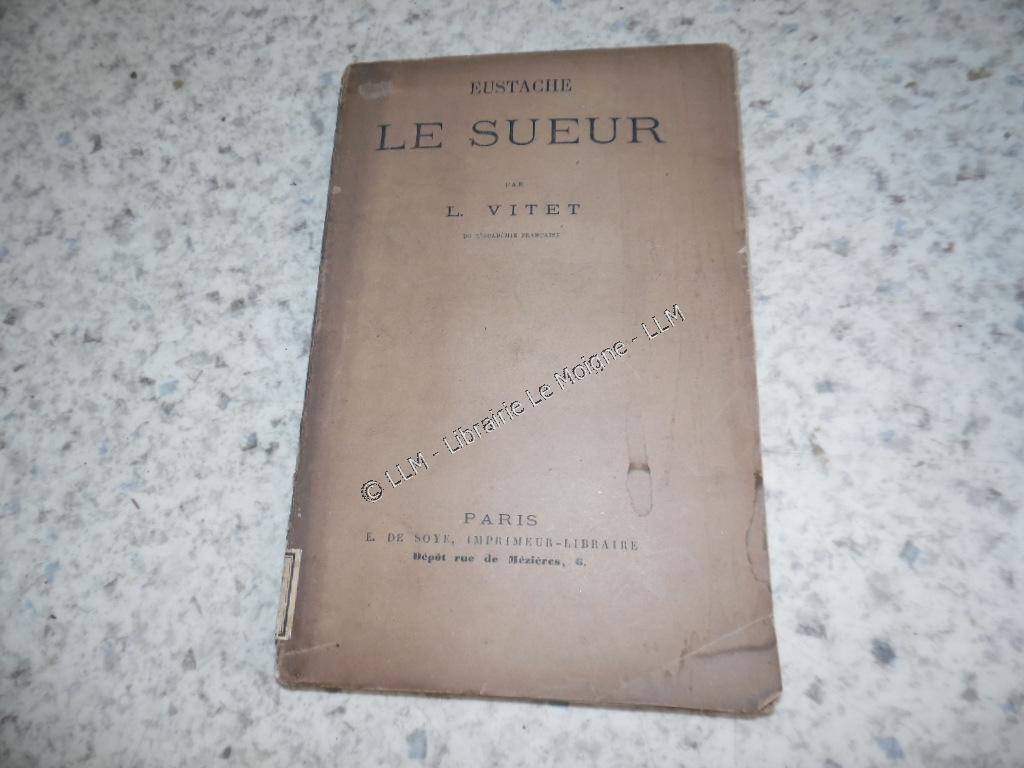 EUSTACHE
LE SUEUR
PAR
L. VITET
DE L'ACADÉMIE FRANÇAISE
© LLM - Librairie Le Moigne - LLM
PARIS
E. DE SOYE, IMPRIMEUR-LIBRAIRE
Dépôt rue de Mézières, 6.